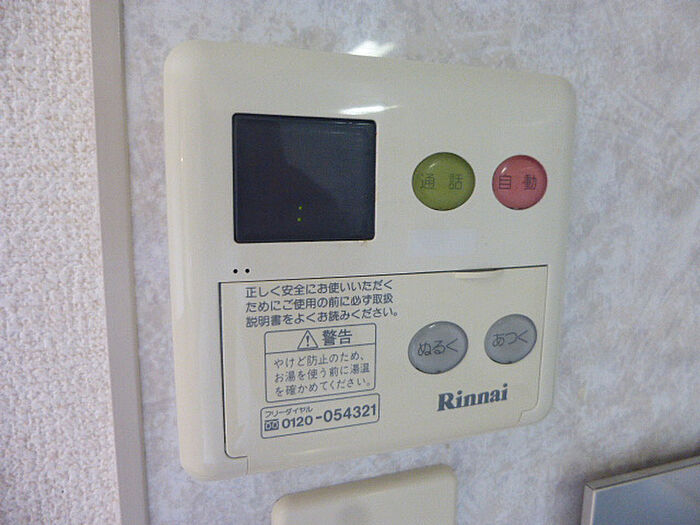 通話
自動
正しく安全にお使いいただく
ためにご使用の前に必ず取扱
説明書をよくお読みください。
警告
やけど防止のため、
お湯を使う前に湯温
を確かめてください。
フリーダイヤル
0120-054321
ぬるく
あつく
Rinnai